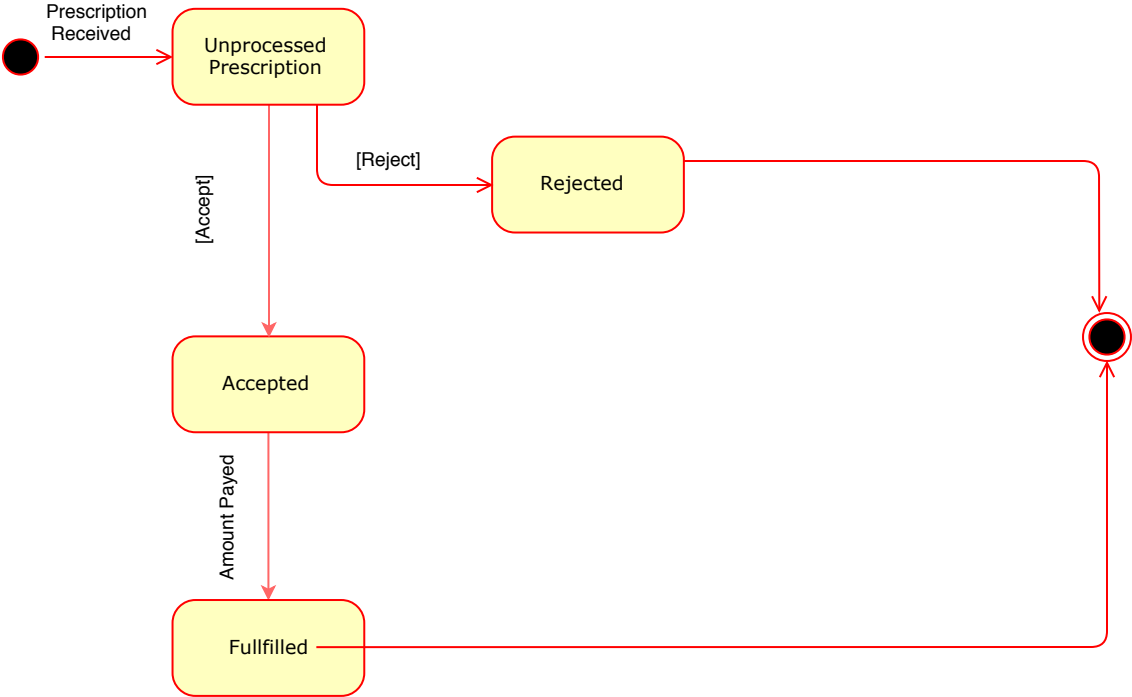 Prescription
Received
Unprocessed
Prescription
[Reject]
Rejected
[Accept]
Accepted
Amount Payed
Fullfilled